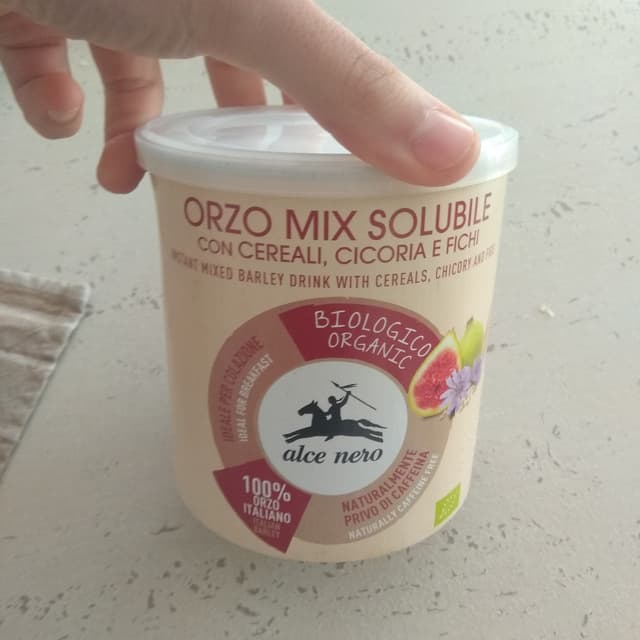 ORZO MIX SOLUBILE
CON CEREALI, CICORIA E FICHI
INSTANT MIXED BARLEY DRINK WITH CEREALS, CHICORY AND FIGS
BIOLOGICO
ORGANIC
IDEALE PER COLAZIONE
IDEAL FOR BREAKFAST
alce nero
100%
ORZO
ITALIANO
ITALIAN
BARLEY
NATURALMENTE
PRIVO DI CAFFEINA
NATURALLY CAFFEINE FREE